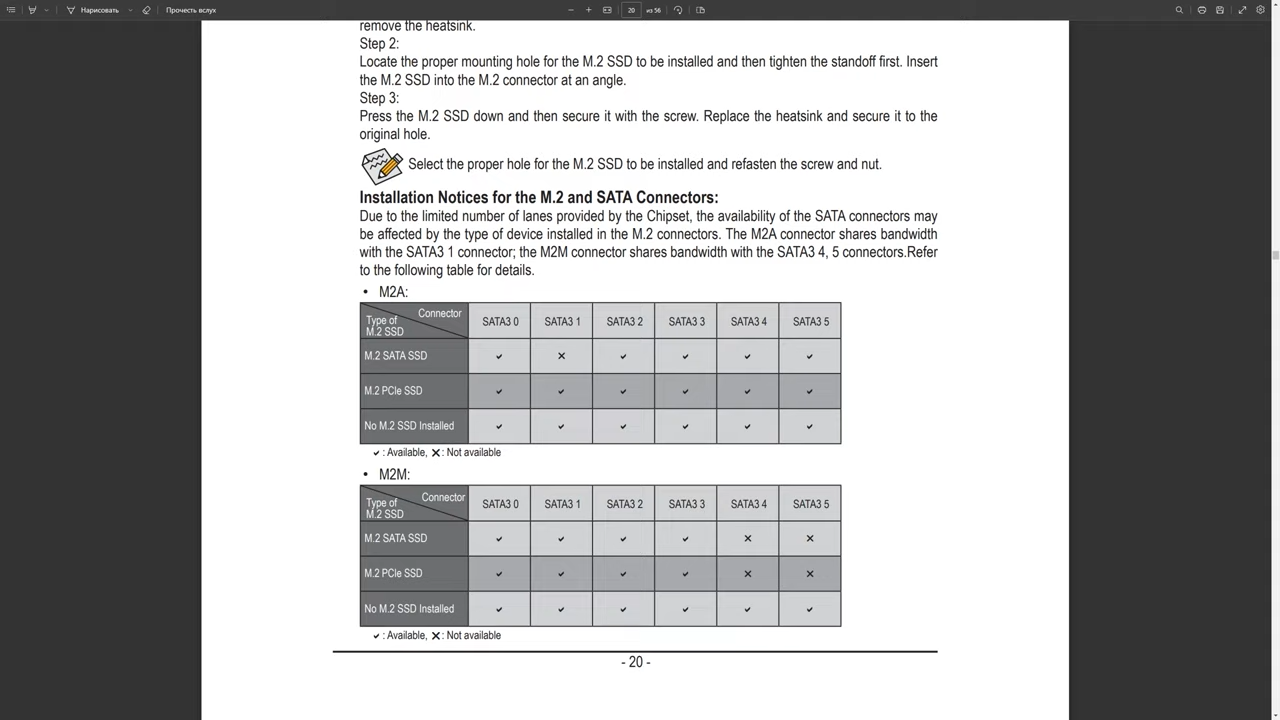 Нарисовать
Прочесть вслух
20
из 56
remove the heatsink.
Step 2:
Locate the proper mounting hole for the M.2 SSD to be installed and then tighten the standoff first. Insert
the M.2 SSD into the M.2 connector at an angle.
Step 3:
Press the M.2 SSD down and then secure it with the screw. Replace the heatsink and secure it to the
original hole.
Select the proper hole for the M.2 SSD to be installed and refasten the screw and nut.
Installation Notices for the M.2 and SATA Connectors:
Due to the limited number of lanes provided by the Chipset, the availability of the SATA connectors may
be affected by the type of device installed in the M.2 connectors. The M2A connector shares bandwidth
with the SATA3 1 connector; the M2M connector shares bandwidth with the SATA3 4, 5 connectors.Refer
to the following table for details.
• M2A:
Connector
Type of
M.2 SSD
SATA3 0 SATA3 1 SATA3 2 SATA3 3 SATA3 4 SATA3 5
M.2 SATA SSD ✔ ✕ ✔ ✔ ✔ ✔
M.2 PCIe SSD ✔ ✔ ✔ ✔ ✔ ✔
No M.2 SSD Installed ✔ ✔ ✔ ✔ ✔ ✔
✔ : Available, ✕ : Not available
• M2M:
Connector
Type of
M.2 SSD
SATA3 0 SATA3 1 SATA3 2 SATA3 3 SATA3 4 SATA3 5
M.2 SATA SSD ✔ ✔ ✔ ✔ ✕ ✕
M.2 PCIe SSD ✔ ✔ ✔ ✔ ✕ ✕
No M.2 SSD Installed ✔ ✔ ✔ ✔ ✔ ✔
✔ : Available, ✕ : Not available
- 20 -